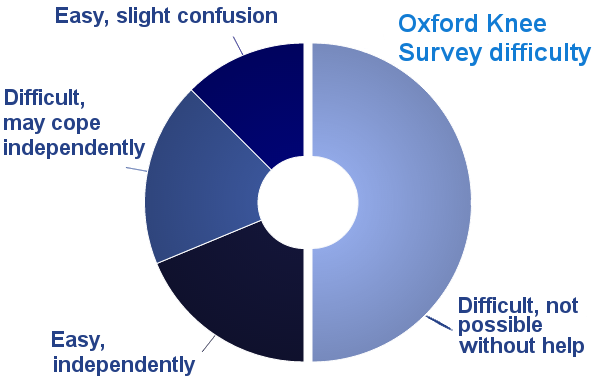 Easy, slight confusion
Oxford Knee
Survey difficulty
Difficult,
may cope
independently
Difficult, not
possible
without help
Easy,
independently